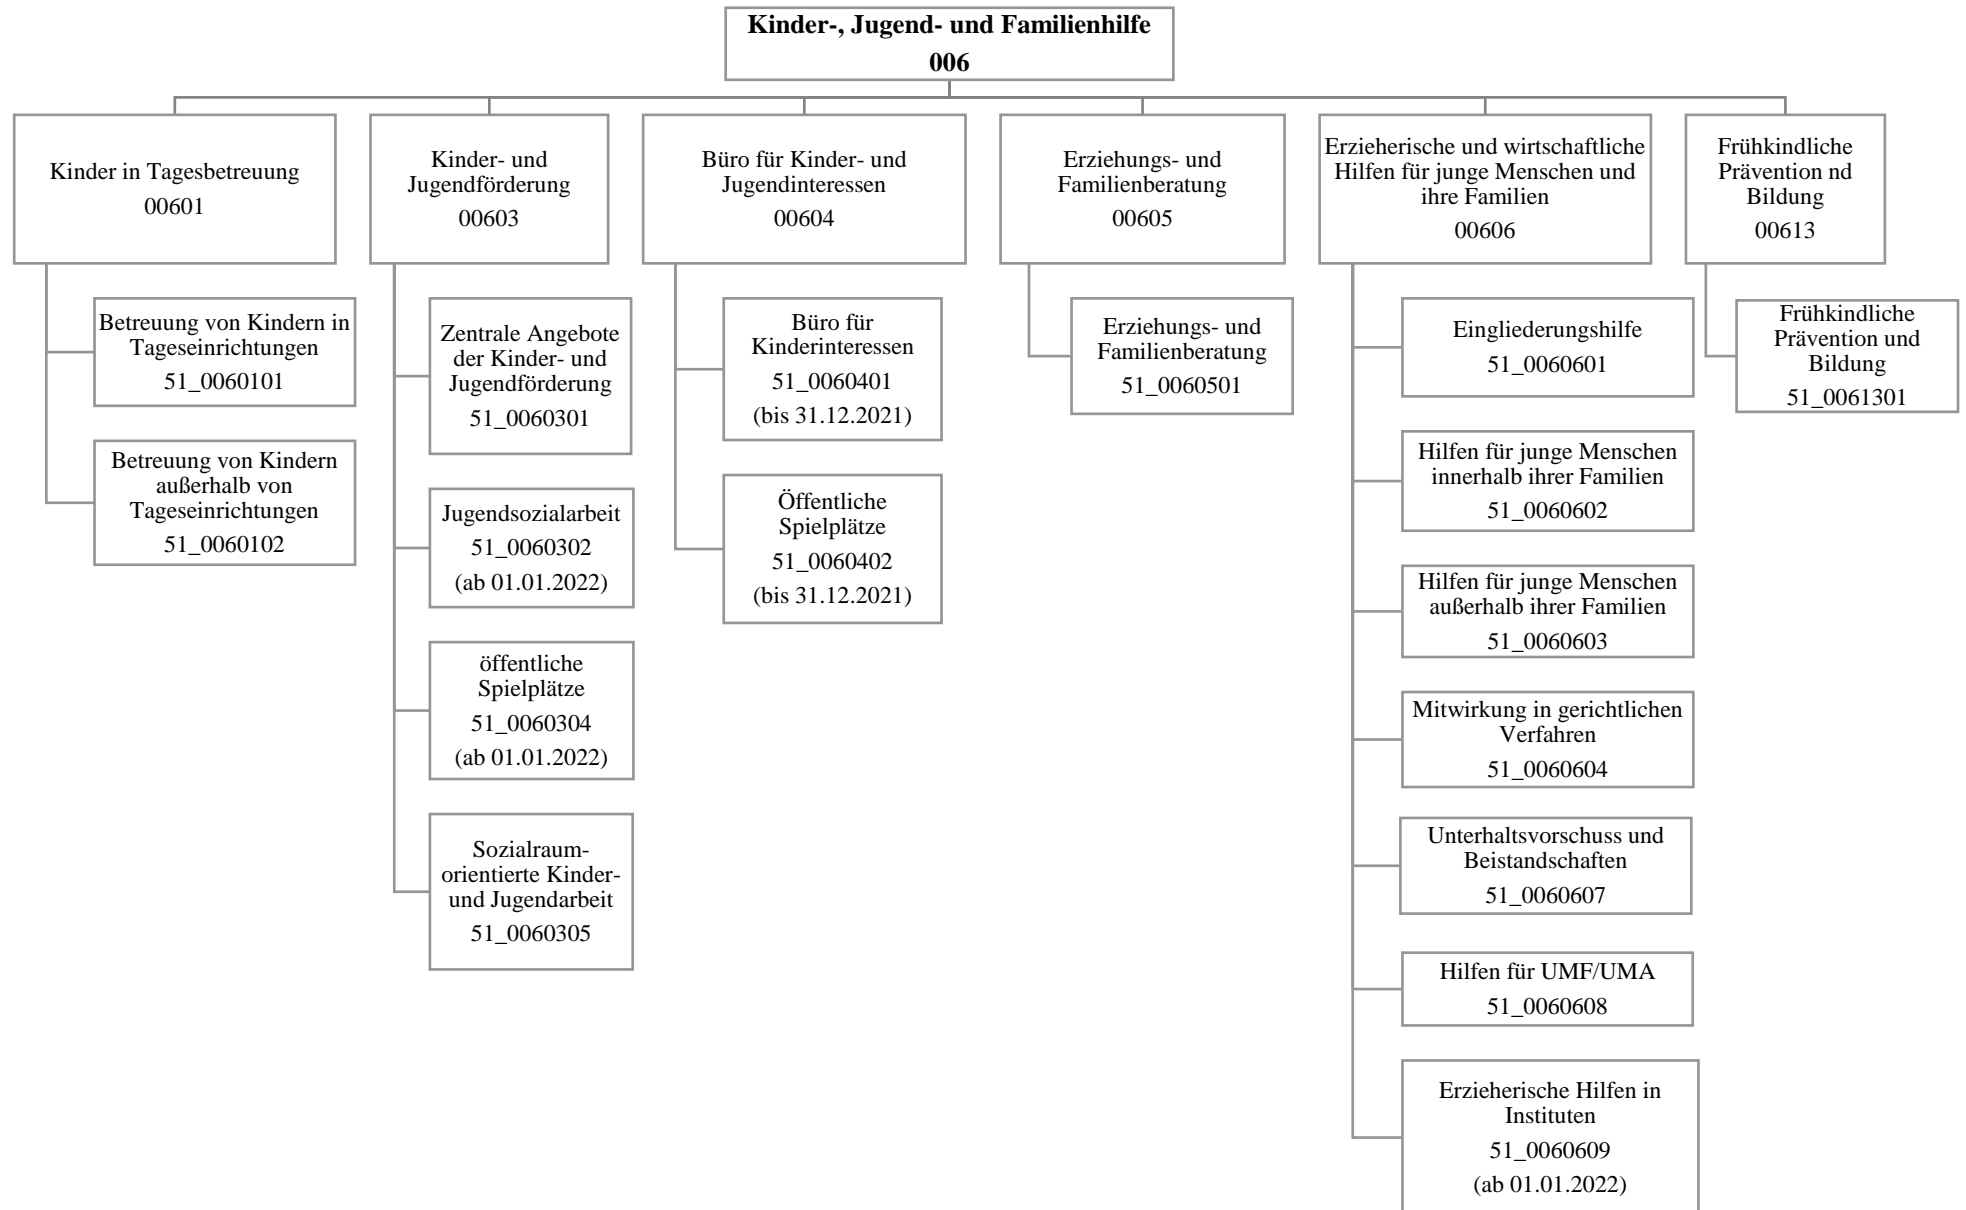 Kinder-, Jugend- und Familienhilfe
006
Kinder in Tagesbetreuung
00601
Betreuung von Kindern in
Tageseinrichtungen
51_0060101
Betreuung von Kindern
außerhalb von
Tageseinrichtungen
51_0060102
Kinder- und
Jugendförderung
00603
Zentrale Angebote
der Kinder- und
Jugendförderung
51_0060301
Jugendsozialarbeit
51_0060302
(ab 01.01.2022)
öffentliche
Spielplätze
51_0060304
(ab 01.01.2022)
Sozialraum-
orientierte Kinder-
und Jugendarbeit
51_0060305
Büro für Kinder- und
Jugendinteressen
00604
Büro für
Kinderinteressen
51_0060401
(bis 31.12.2021)
Öffentliche
Spielplätze
51_0060402
(bis 31.12.2021)
Erziehungs- und
Familienberatung
00605
Erziehungs- und
Familienberatung
51_0060501
Erzieherische und wirtschaftliche
Hilfen für junge Menschen und
ihre Familien
00606
Eingliederungshilfe
51_0060601
Hilfen für junge Menschen
innerhalb ihrer Familien
51_0060602
Hilfen für junge Menschen
außerhalb ihrer Familien
51_0060603
Mitwirkung in gerichtlichen
Verfahren
51_0060604
Unterhaltsvorschuss und
Beistandschaften
51_0060607
Hilfen für UMF/UMA
51_0060608
Erzieherische Hilfen in
Instituten
51_0060609
(ab 01.01.2022)
Frühkindliche
Prävention nd
Bildung
00613
Frühkindliche
Prävention und
Bildung
51_0061301